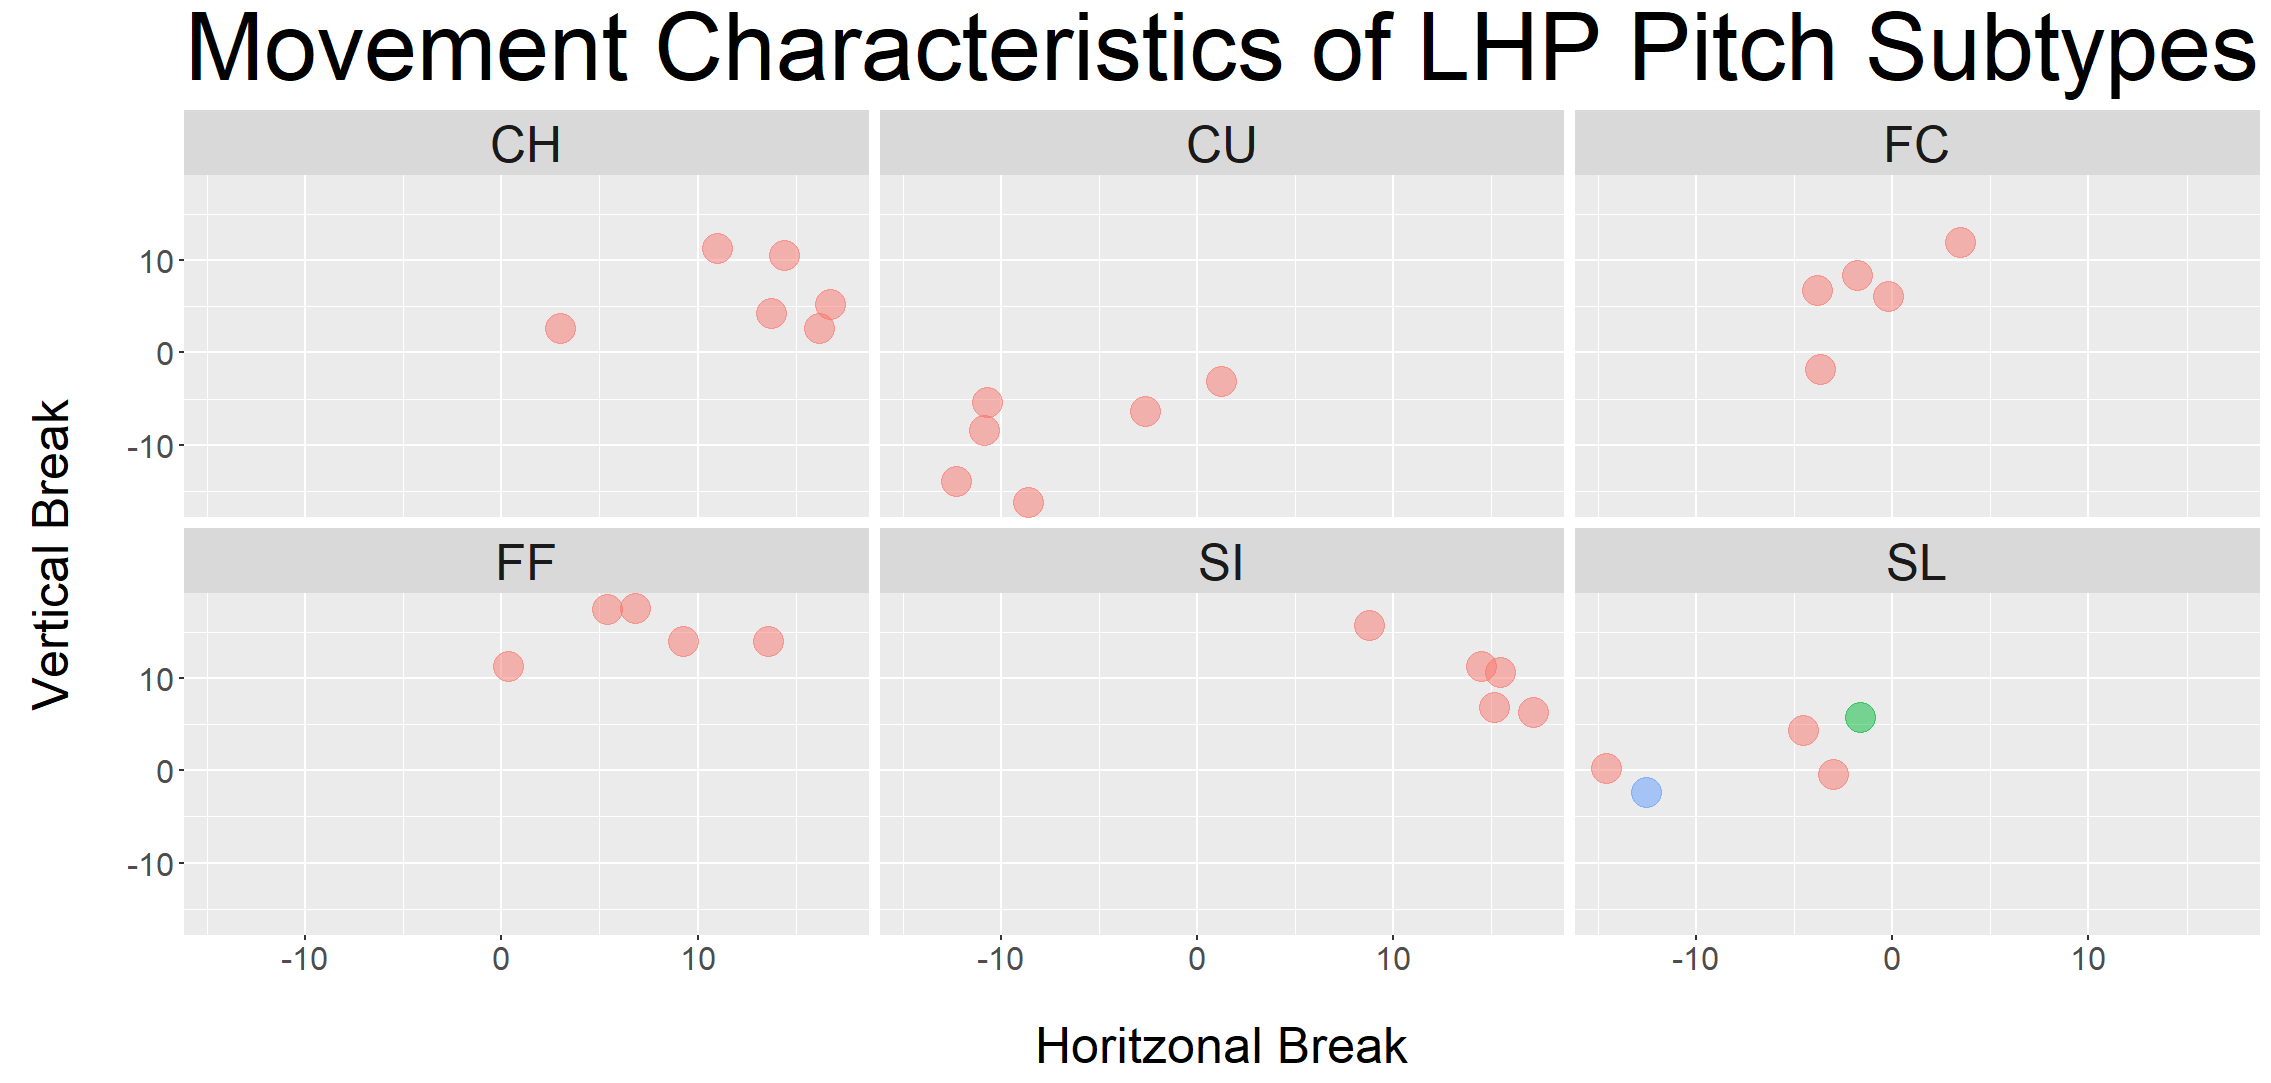 Movement Characteristics of LHP Pitch Subtypes
CH CU FC
10
0
-10
FF SI SL
10
0
-10
-10 0 10 -10 0 10 -10 0 10
Vertical Break
Horitzonal Break